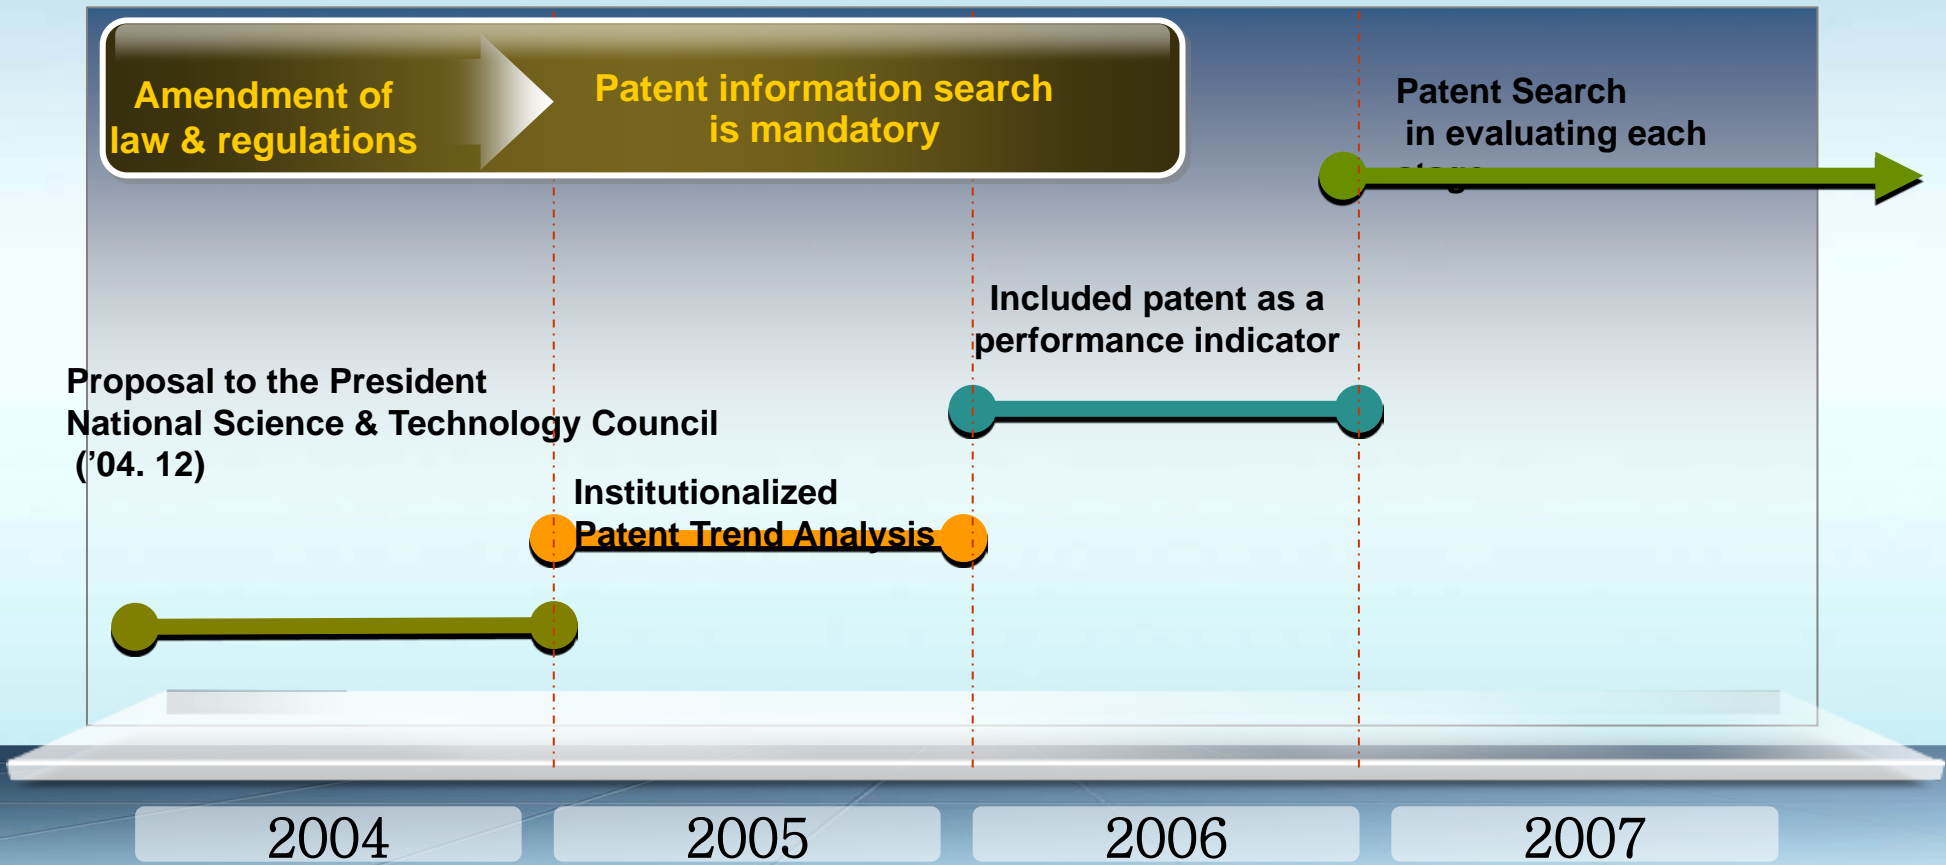 Amendment of
law & regulations
Patent information search
is mandatory
Patent Search
in evaluating each
stage
Included patent as a
performance indicator
Proposal to the President
National Science & Technology Council
(’04. 12)
Institutionalized
Patent Trend Analysis
2004
2005
2006
2007